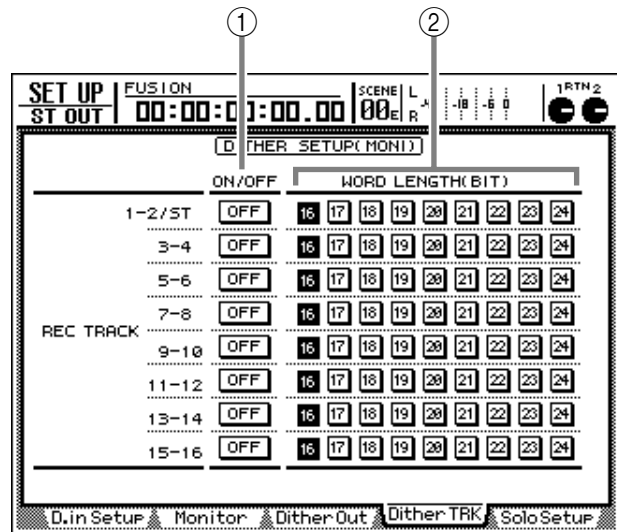 ① ②
SET UP FUSION SCENE L 1 RTN 2
ST OUT 00:00:00:00.00 00E R -18 -6 0
DITHER SETUP(MONI)
ON/OFF WORD LENGTH(BIT)
1-2/ST OFF 16 17 18 19 20 21 22 23 24
3-4 OFF 16 17 18 19 20 21 22 23 24
5-6 OFF 16 17 18 19 20 21 22 23 24
7-8 OFF 16 17 18 19 20 21 22 23 24
REC TRACK
9-10 OFF 16 17 18 19 20 21 22 23 24
11-12 OFF 16 17 18 19 20 21 22 23 24
13-14 OFF 16 17 18 19 20 21 22 23 24
15-16 OFF 16 17 18 19 20 21 22 23 24
D.in Setup Monitor Dither Out Dither TRK Solo Setup